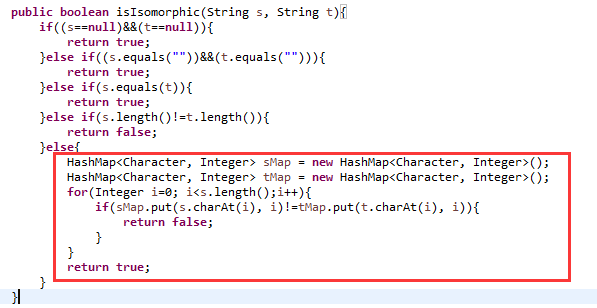 public boolean isIsomorphic(String s, String t){
    if((s==null)&&(t==null)){
        return true;
    }else if((s.equals(""))&&(t.equals(""))){
        return true;
    }else if(s.equals(t)){
        return true;
    }else if(s.length()!=t.length()){
        return false;
    }else{
        HashMap<Character, Integer> sMap = new HashMap<Character, Integer>();
        HashMap<Character, Integer> tMap = new HashMap<Character, Integer>();
        for(Integer i=0; i<s.length();i++){
            if(sMap.put(s.charAt(i), i)!=tMap.put(t.charAt(i), i)){
                return false;
            }
        }
        return true;
    }
}